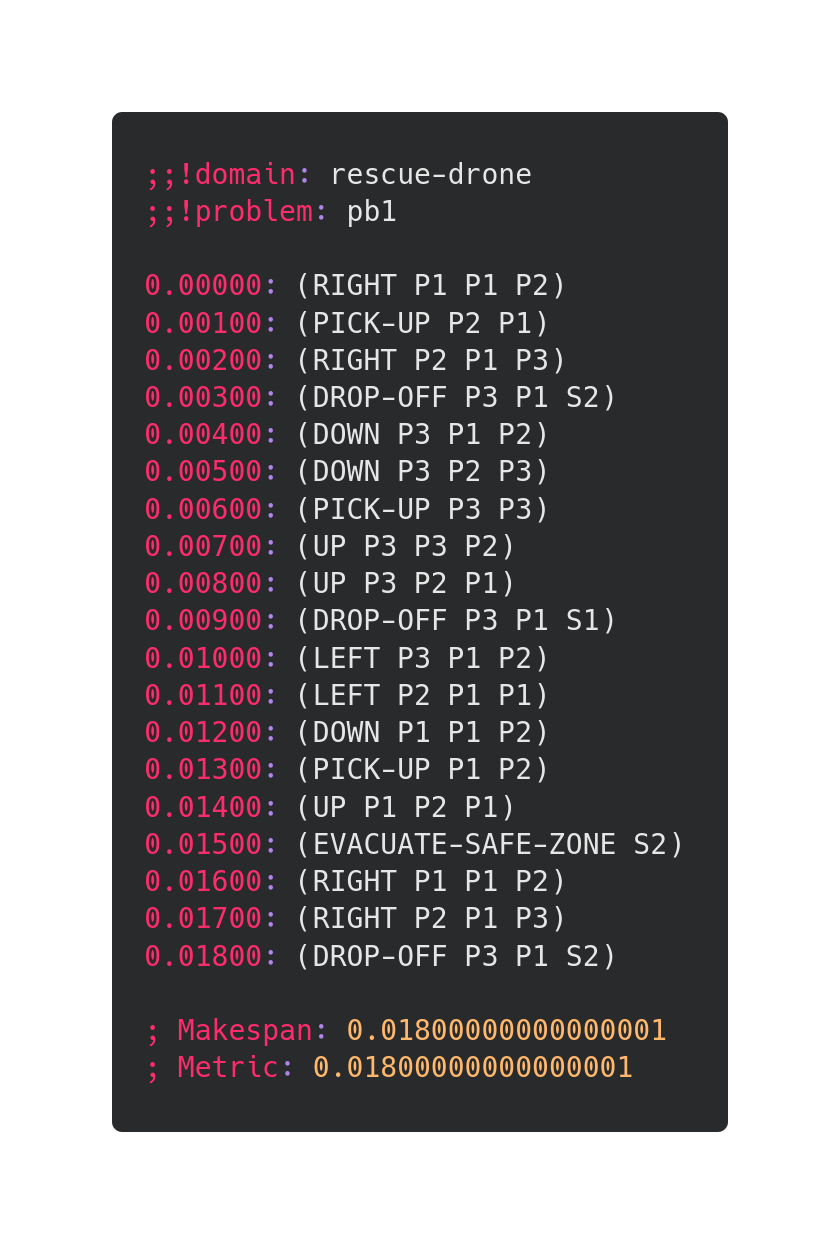 ;;!domain: rescue-drone
;;!problem: pb1
0.00000: (RIGHT P1 P1 P2)
0.00100: (PICK-UP P2 P1)
0.00200: (RIGHT P2 P1 P3)
0.00300: (DROP-OFF P3 P1 S2)
0.00400: (DOWN P3 P1 P2)
0.00500: (DOWN P3 P2 P3)
0.00600: (PICK-UP P3 P3)
0.00700: (UP P3 P3 P2)
0.00800: (UP P3 P2 P1)
0.00900: (DROP-OFF P3 P1 S1)
0.01000: (LEFT P3 P1 P2)
0.01100: (LEFT P2 P1 P1)
0.01200: (DOWN P1 P1 P2)
0.01300: (PICK-UP P1 P2)
0.01400: (UP P1 P2 P1)
0.01500: (EVACUATE-SAFE-ZONE S2)
0.01600: (RIGHT P1 P1 P2)
0.01700: (RIGHT P2 P1 P3)
0.01800: (DROP-OFF P3 P1 S2)
; Makespan: 0.01800000000000001
; Metric: 0.01800000000000001